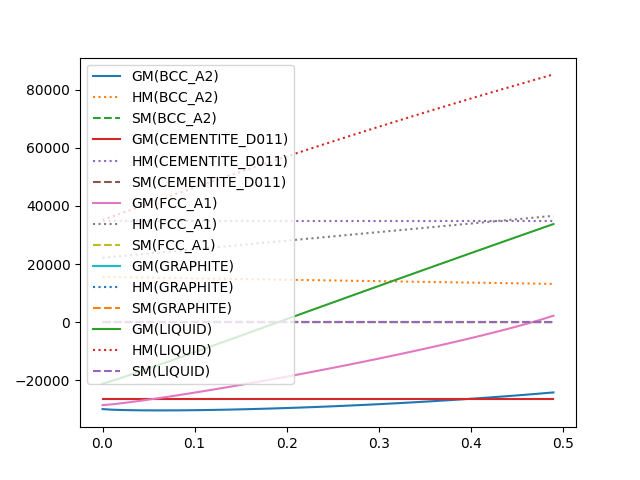 80000
60000
40000
20000
0
−20000
GM(BCC_A2)
HM(BCC_A2)
SM(BCC_A2)
GM(CEMENTITE_D011)
HM(CEMENTITE_D011)
SM(CEMENTITE_D011)
GM(FCC_A1)
HM(FCC_A1)
SM(FCC_A1)
GM(GRAPHITE)
HM(GRAPHITE)
SM(GRAPHITE)
GM(LIQUID)
HM(LIQUID)
SM(LIQUID)
0.0 0.1 0.2 0.3 0.4 0.5